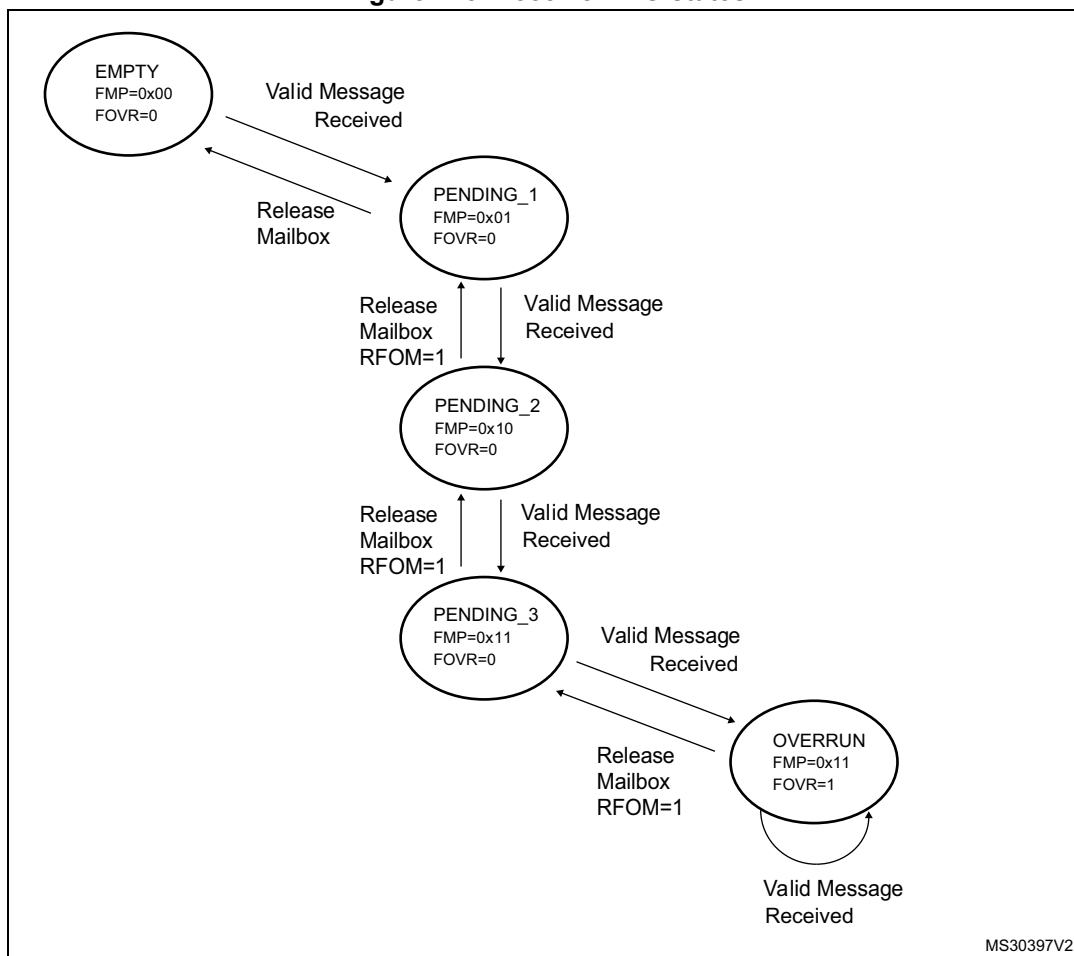 EMPTY
FMP=0x00
FOVR=0
Valid Message
Received
Release
Mailbox
PENDING_1
FMP=0x01
FOVR=0
Release
Mailbox
RFOM=1
Valid Message
Received
PENDING_2
FMP=0x10
FOVR=0
Release
Mailbox
RFOM=1
Valid Message
Received
PENDING_3
FMP=0x11
FOVR=0
Valid Message
Received
Release
Mailbox
RFOM=1
OVERRUN
FMP=0x11
FOVR=1
Valid Message
Received
MS30397V2